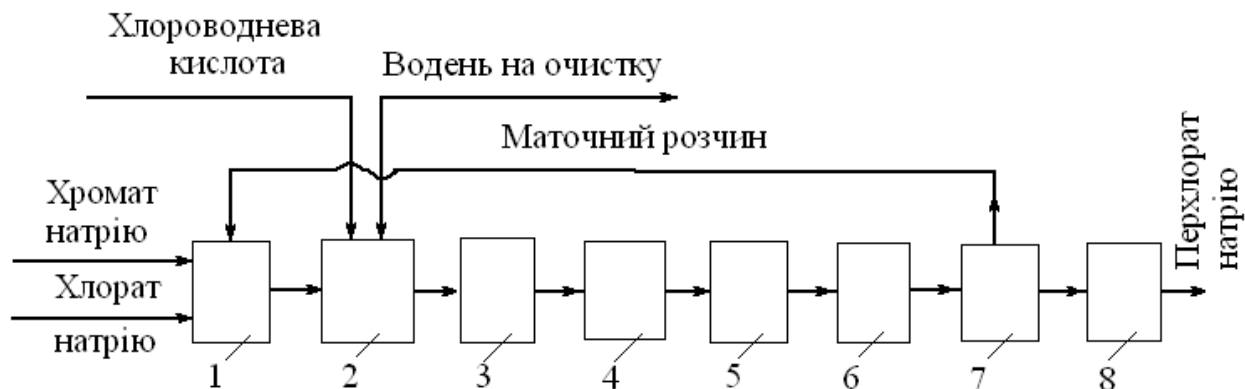 Хлороводнева
кислота
Водень на очистку
Маточний розчин
Хромат
натрію
Хлорат
натрію
Перхлорат
натрію
1
2
3
4
5
6
7
8